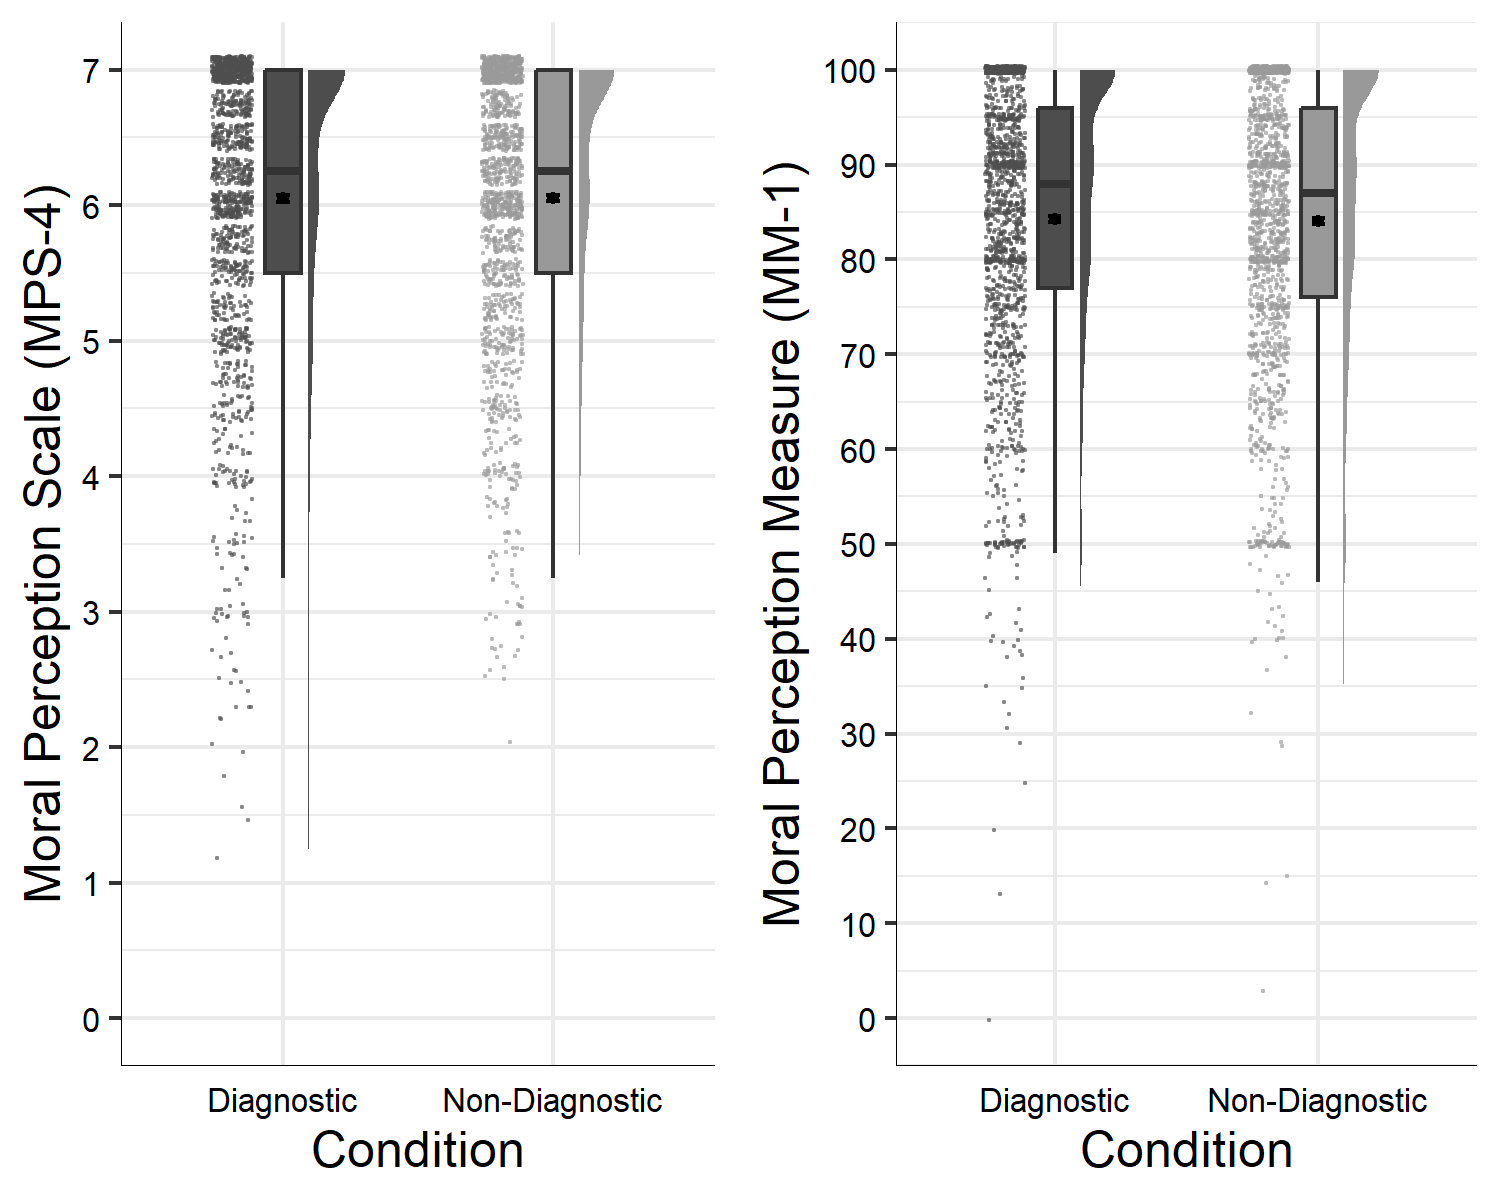 Moral Perception Scale (MPS-4)
7
6
5
4
3
2
1
0
Diagnostic
Non-Diagnostic
Condition
Moral Perception Measure (MM-1)
100
90
80
70
60
50
40
30
20
10
0
Diagnostic
Non-Diagnostic
Condition